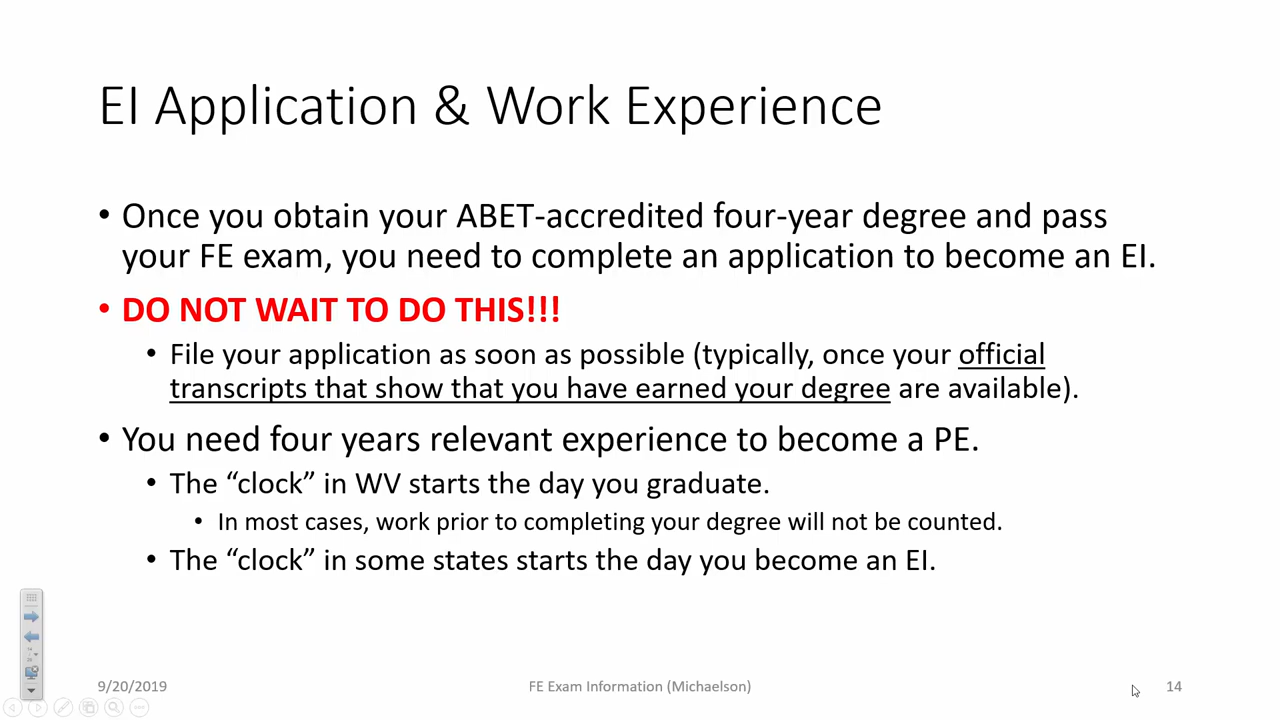 EI Application & Work Experience
• Once you obtain your ABET-accredited four-year degree and pass
your FE exam, you need to complete an application to become an EI.
• DO NOT WAIT TO DO THIS!!!
• File your application as soon as possible (typically, once your official
transcripts that show that you have earned your degree are available).
• You need four years relevant experience to become a PE.
• The “clock” in WV starts the day you graduate.
• In most cases, work prior to completing your degree will not be counted.
• The “clock” in some states starts the day you become an EI.
9/20/2019
FE Exam Information (Michaelson)
14